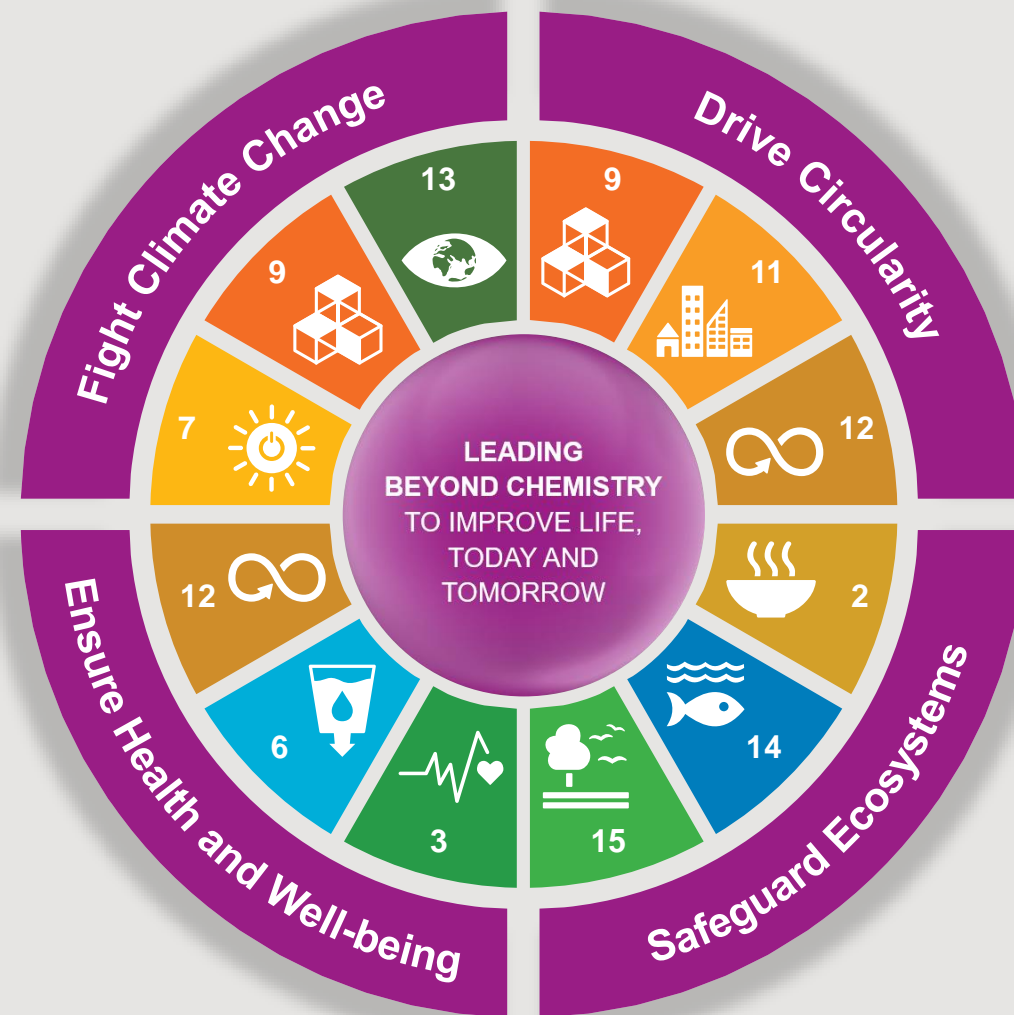 Fight Climate Change
Drive Circularity
13
9
9
11
7
12
LEADING
BEYOND CHEMISTRY
TO IMPROVE LIFE,
TODAY AND
TOMORROW
12
2
6
14
3
15
Ensure Health and Well-being
Safeguard Ecosystems